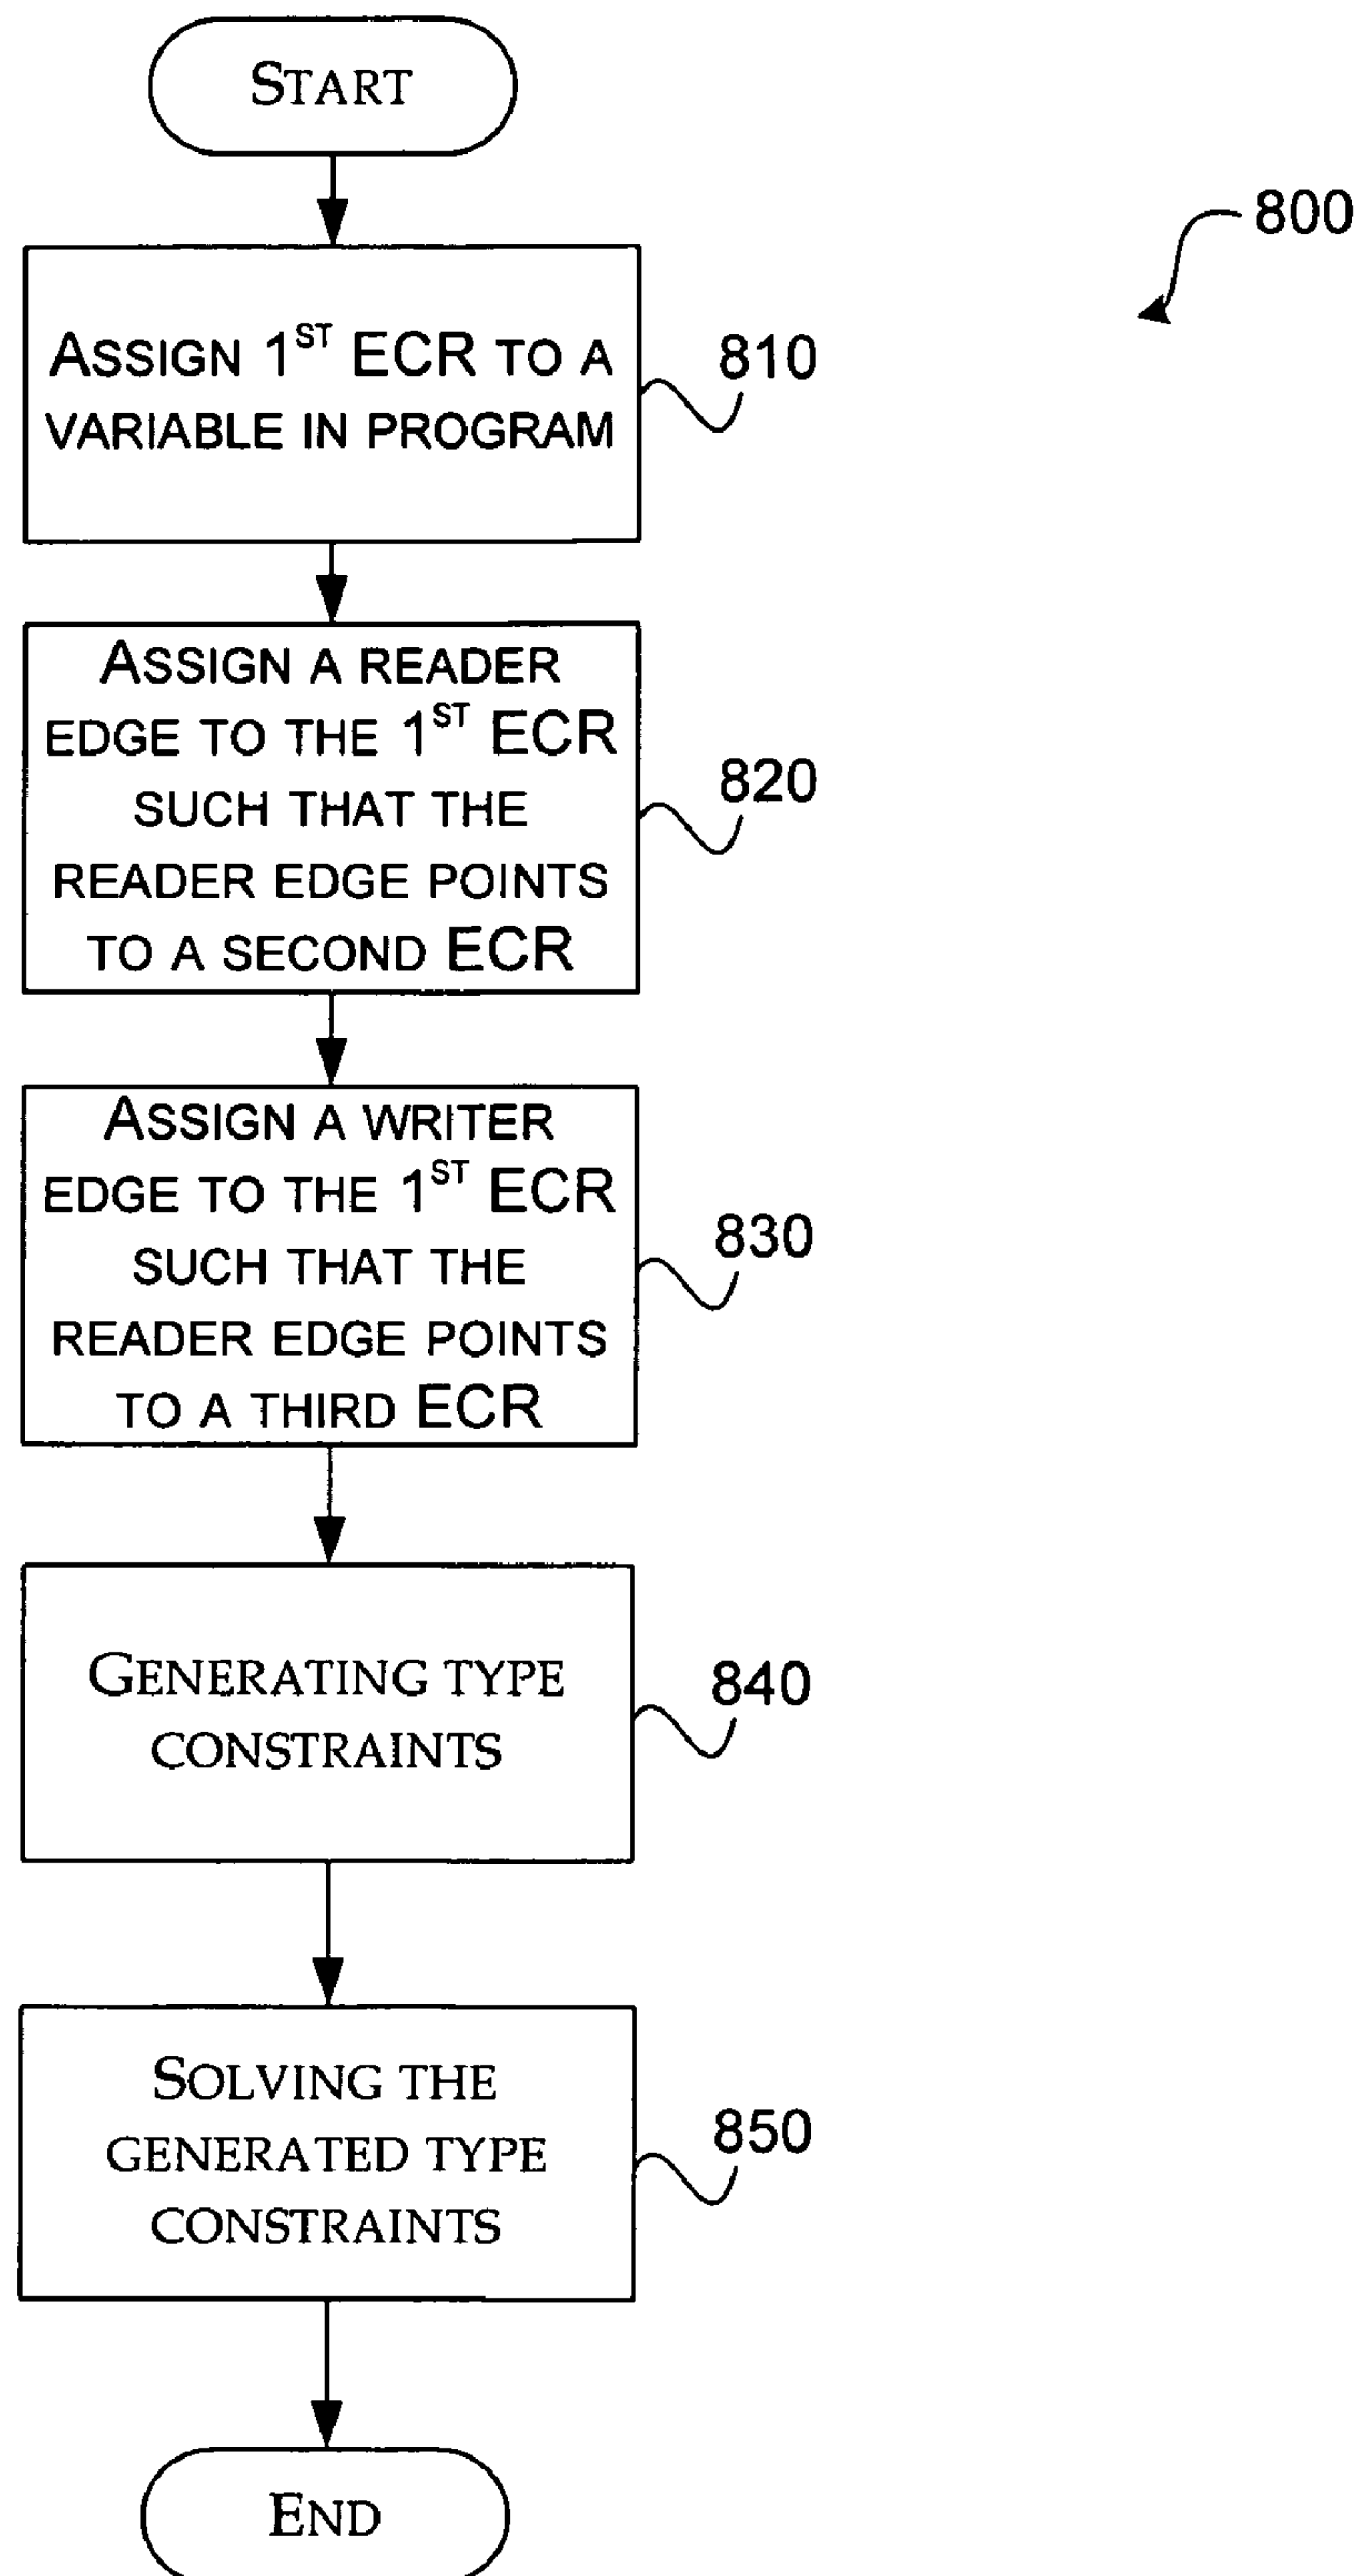 START
800
ASSIGN 1ST ECR TO A
VARIABLE IN PROGRAM
810
ASSIGN A READER
EDGE TO THE 1ST ECR
SUCH THAT THE
READER EDGE POINTS
TO A SECOND ECR
820
ASSIGN A WRITER
EDGE TO THE 1ST ECR
SUCH THAT THE
READER EDGE POINTS
TO A THIRD ECR
830
GENERATING TYPE
CONSTRAINTS
840
SOLVING THE
GENERATED TYPE
CONSTRAINTS
850
END